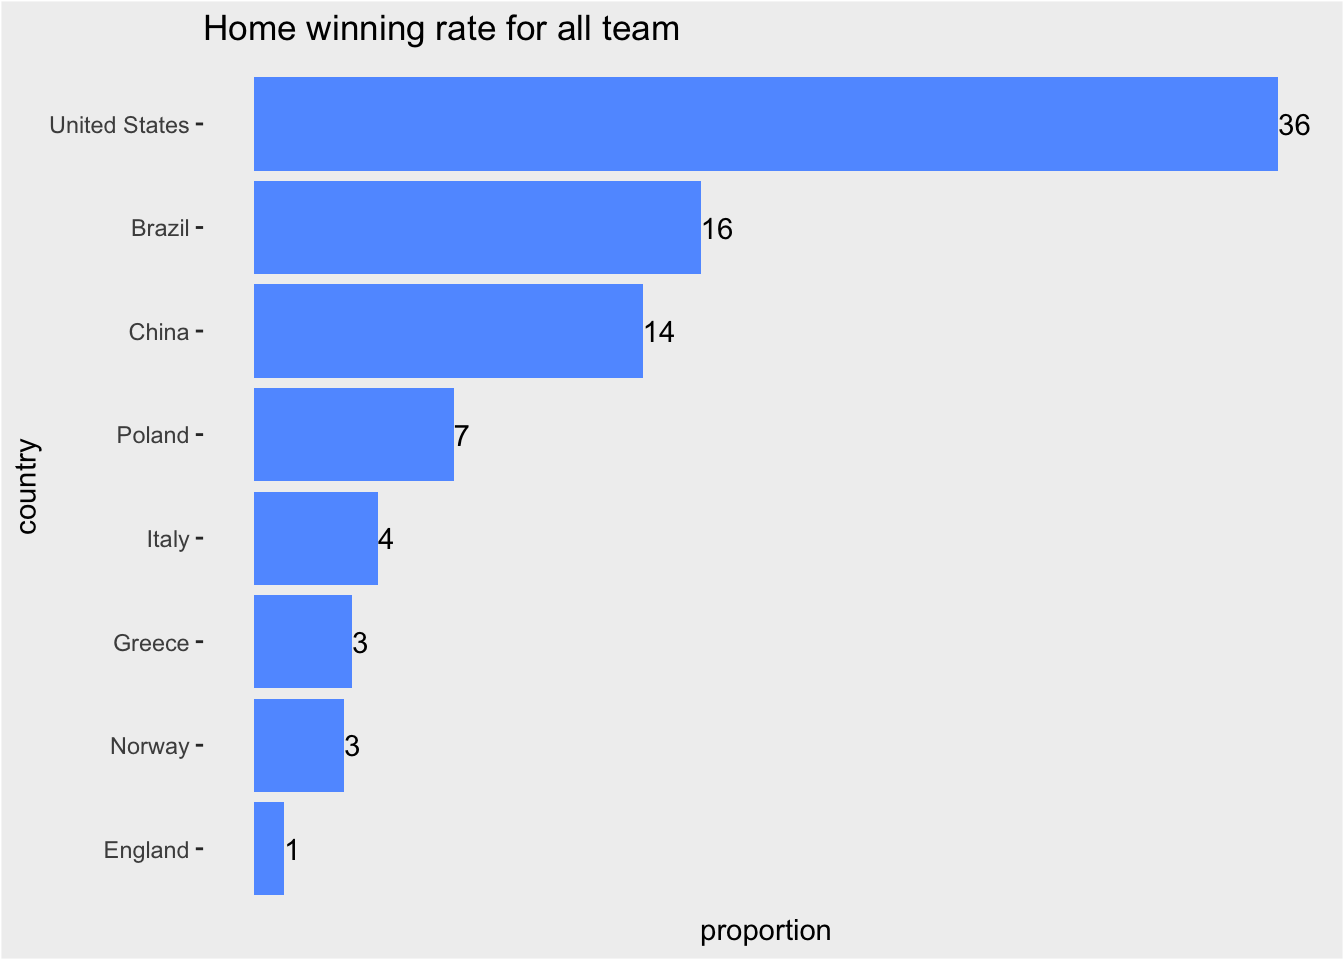 Home winning rate for all team
United States
36
Brazil
16
China
14
Poland
7
country
Italy
4
Greece
3
Norway
3
England
1
proportion